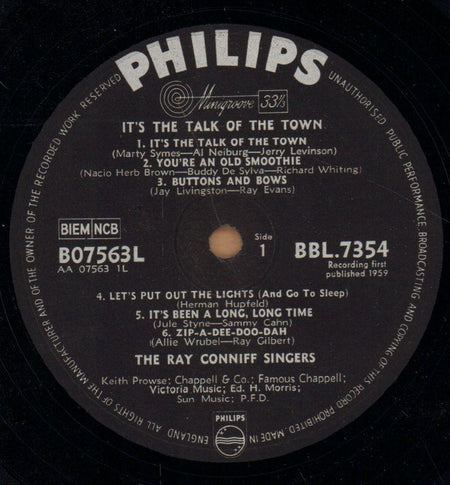 PHILIPS
Minigroove 33⅓
IT'S THE TALK OF THE TOWN
1. IT'S THE TALK OF THE TOWN
(Marty Symes—Al Neiburg—Jerry Levinson)
2. YOU'RE AN OLD SMOOTHIE
(Nacio Herb Brown—Buddy De Sylva—Richard Whiting)
3. BUTTONS AND BOWS
(Jay Livingston—Ray Evans)
BIEM NCB
B07563L
AA 07563 1L
Side
1
BBL.7354
Recording first
published 1959
4. LET'S PUT OUT THE LIGHTS (And Go To Sleep)
(Herman Hupfeld)
5. IT'S BEEN A LONG, LONG TIME
(Jule Styne—Sammy Cahn)
6. ZIP-A-DEE-DOO-DAH
(Allie Wrubel—Ray Gilbert)
THE RAY CONNIFF SINGERS
Keith Prowse; Chappell & Co.; Famous Chappell;
Victoria Music; Ed. H. Morris;
Sun Music; P.F.D.
PHILIPS
ALL RIGHTS OF THE MANUFACTURER AND OF THE OWNER OF THE RECORDED WORK RESERVED
UNAUTHORISED PUBLIC PERFORMANCE, BROADCASTING AND COPYING OF THIS RECORD PROHIBITED. MADE IN ENGLAND